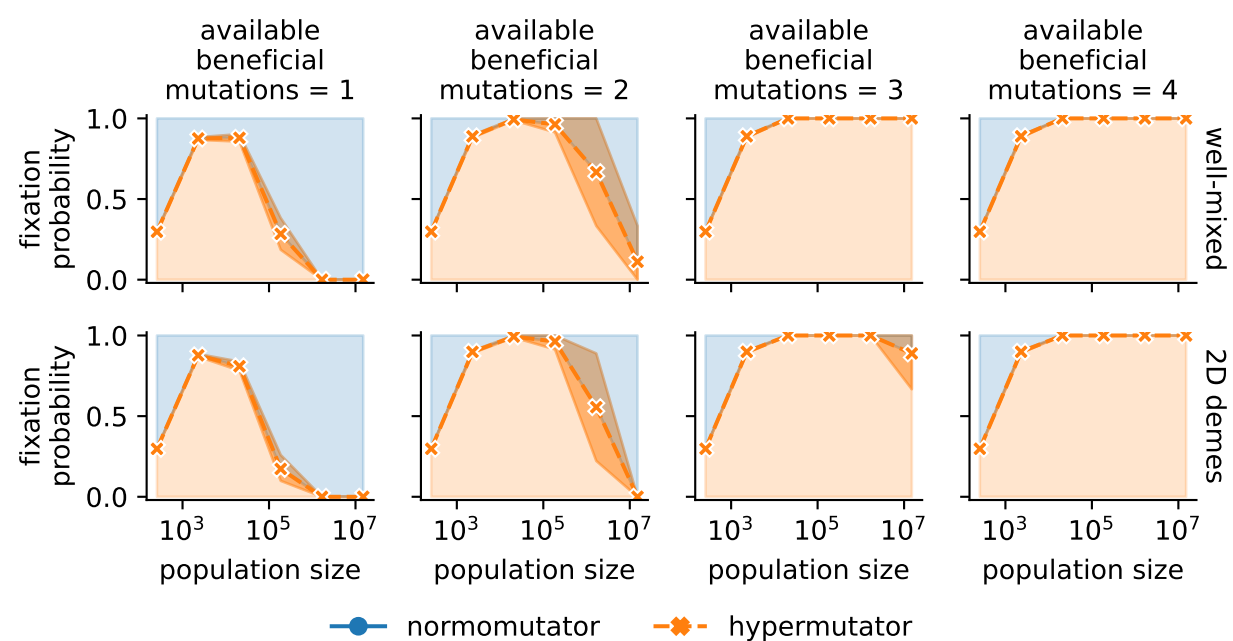 available
beneficial
mutations = 1
available
beneficial
mutations = 2
available
beneficial
mutations = 3
available
beneficial
mutations = 4
fixation
probability
1.0
0.5
0.0
well-mixed
fixation
probability
1.0
0.5
0.0
2D demes
10³ 10⁵ 10⁷
10³ 10⁵ 10⁷
10³ 10⁵ 10⁷
10³ 10⁵ 10⁷
population size
population size
population size
population size
normomutator
hypermutator